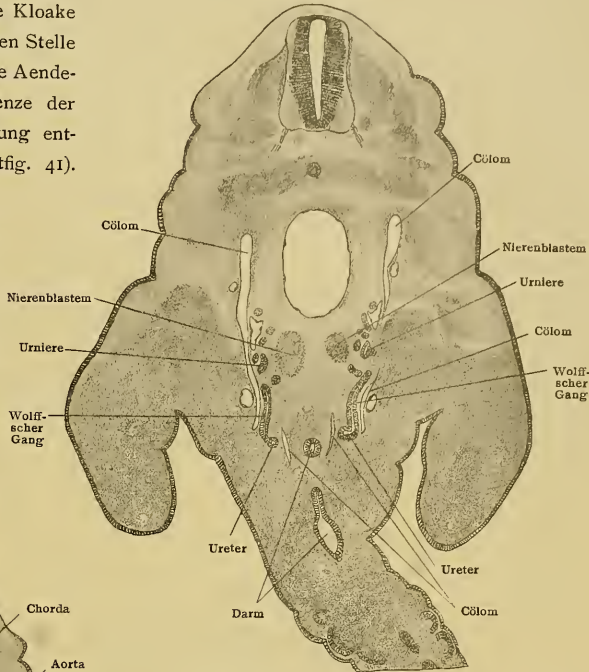 e Kloake
en Stelle
e Aende-
enze der
ung ent-
tfig. 41).
Cölom
Cölom
Nierenblastem
Nierenblastem
Urniere
Urniere
Cölom
Wolff-
scher
Gang
Wolff-
scher
Gang
Ureter
Ureter
Darm
Cölom
Chorda
Aorta